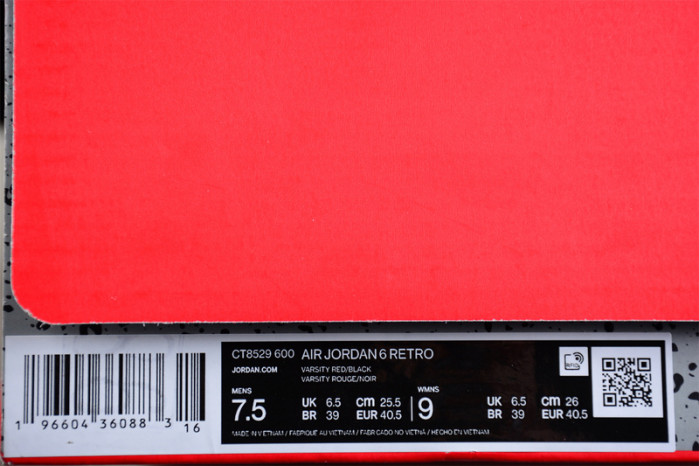 CT8529 600 AIR JORDAN 6 RETRO
JORDAN.COM VARSITY RED/BLACK
VARSITY ROUGE/NOIR
MENS WMNS
7.5 UK 6.5 cm 25.5 9 UK 6.5 cm 26
BR 39 EUR 40.5 BR 39 EUR 40.5
MADE IN VIETNAM / FABRIQUE AU VIETNAM / FABRICADO NO VIETNÃ / HECHO EN VIETNAM
1 96604 36088 3 16